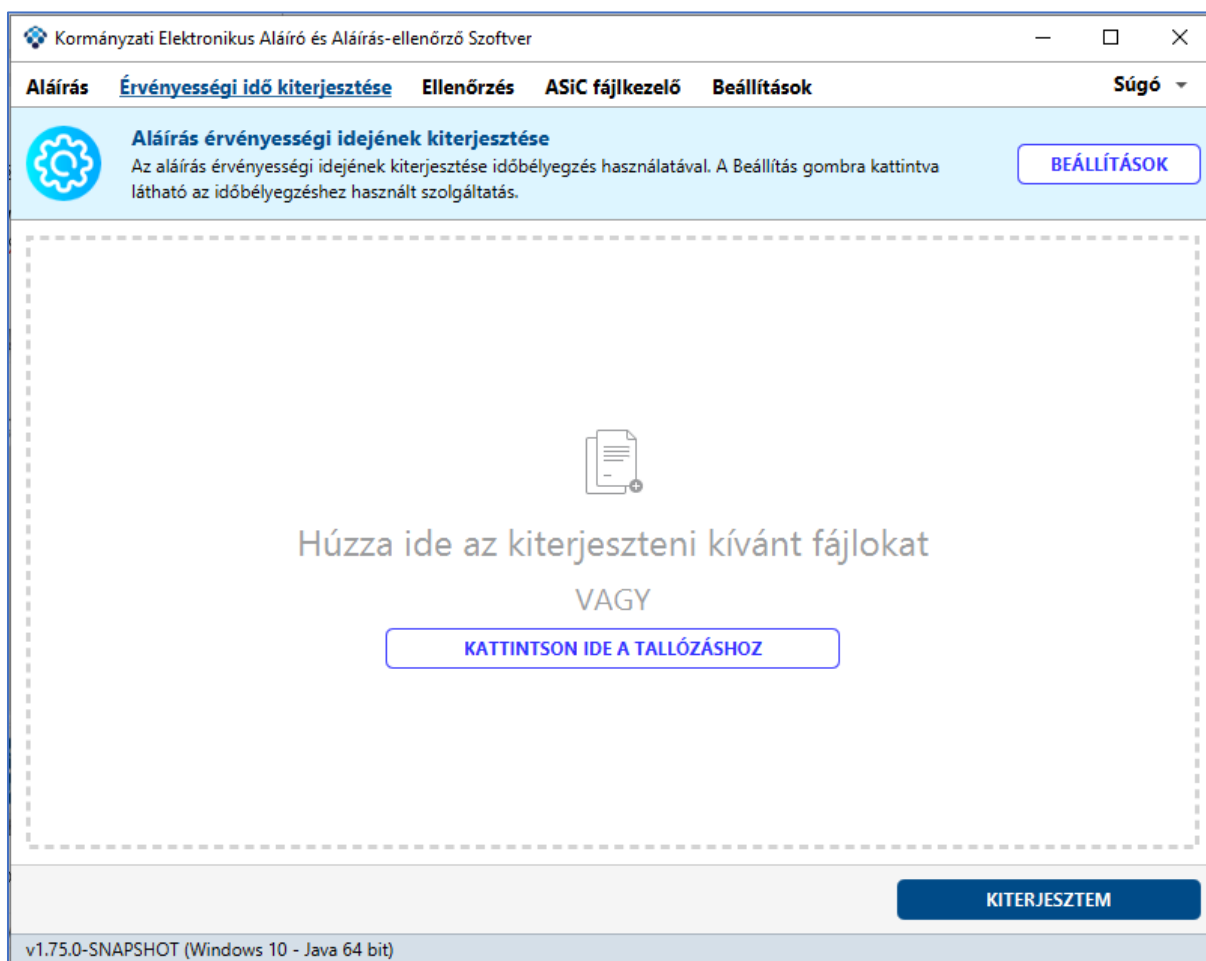 Kormányzati Elektronikus Aláíró és Aláírás-ellenőrző Szoftver
Aláírás Érvényességi idő kiterjesztése Ellenőrzés ASiC fájlkezelő Beállítások Súgó
Aláírás érvényességi idejének kiterjesztése
Az aláírás érvényességi idejének kiterjesztése időbélyegzés használatával. A Beállítás gombra kattintva
látható az időbélyegzéshez használt szolgáltatás.
BEÁLLÍTÁSOK
Húzza ide az kiterjeszteni kívánt fájlokat
VAGY
KATTINTSON IDE A TALLÓZÁSHOZ
KITERJESZTEM
v1.75.0-SNAPSHOT (Windows 10 - Java 64 bit)